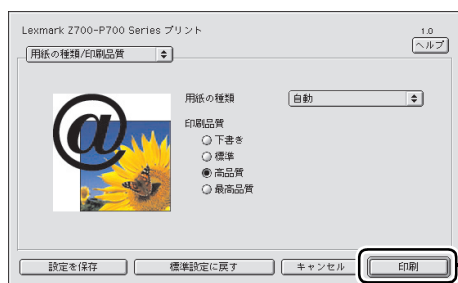 Lexmark Z700-P700 Series プリント
1.0
用紙の種類/印刷品質
ヘルプ
用紙の種類
自動
印刷品質
下書き
標準
高品質
最高品質
設定を保存
標準設定に戻す
キャンセル
印刷